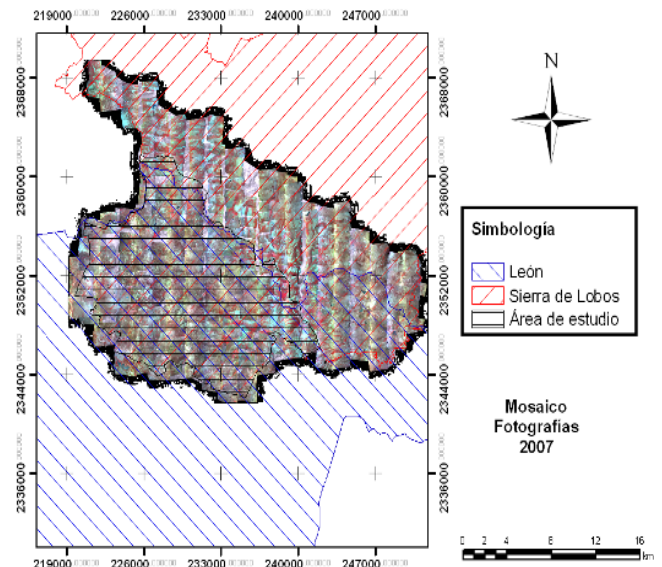 219000 226000 233000 240000 247000
2368000 2368000
2360000 2360000
2352000 2352000
2344000 2344000
2336000 2336000
219000 226000 233000 240000 247000
N
Simbología
León
Sierra de Lobos
Área de estudio
Mosaico
Fotografías
2007
0 2 4 8 12 16
km